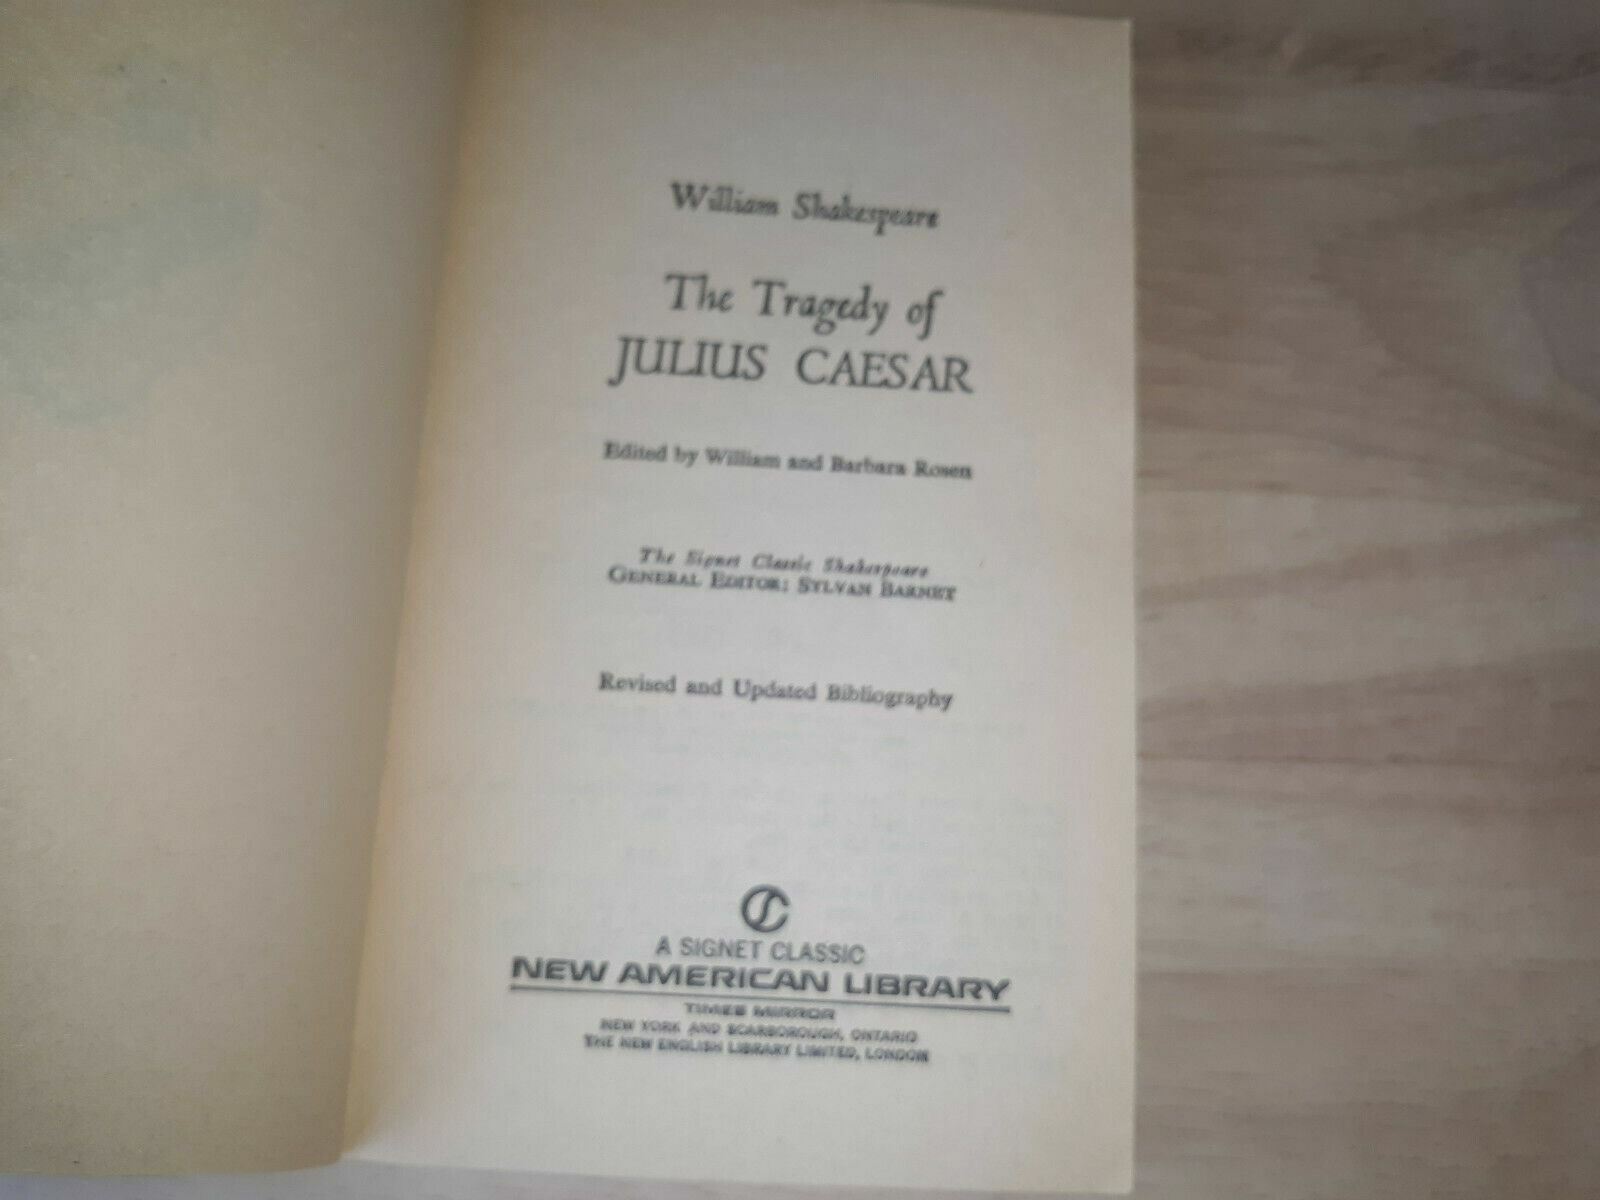 William Shakespeare
The Tragedy of
JULIUS CAESAR
Edited by William and Barbara Rosen
The Signet Classic Shakespeare
GENERAL EDITOR: SYLVAN BARNET
Revised and Updated Bibliography
A SIGNET CLASSIC
NEW AMERICAN LIBRARY
TIMES MIRROR
NEW YORK AND SCARBOROUGH, ONTARIO
THE NEW ENGLISH LIBRARY LIMITED, LONDON